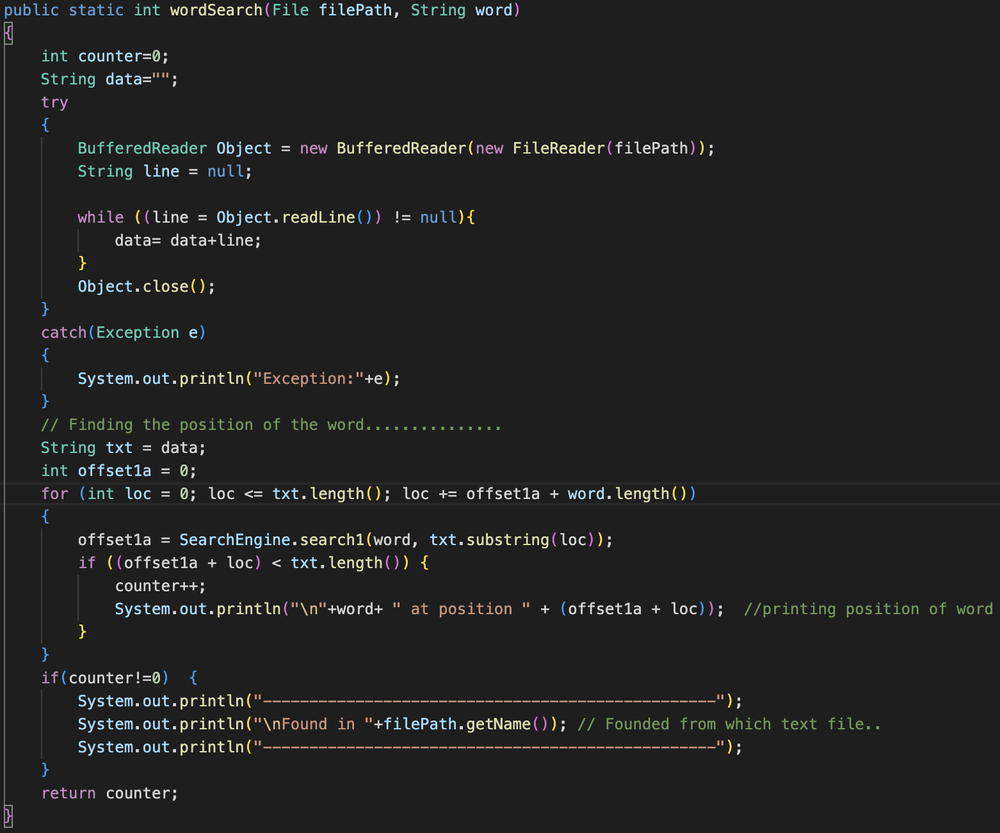 public static int wordSearch(File filePath, String word)
{
    int counter=0;
    String data="";
    try
    {
        BufferedReader Object = new BufferedReader(new FileReader(filePath));
        String line = null;

        while ((line = Object.readLine()) != null){
            data= data+line;
        }
        Object.close();
    }
    catch(Exception e)
    {
        System.out.println("Exception:"+e);
    }
    // Finding the position of the word...............
    String txt = data;
    int offset1a = 0;
    for (int loc = 0; loc <= txt.length(); loc += offset1a + word.length())
    {
        offset1a = SearchEngine.search1(word, txt.substring(loc));
        if ((offset1a + loc) < txt.length()) {
            counter++;
            System.out.println("\n"+word+ " at position " + (offset1a + loc));  //printing position of word
        }
    }
    if(counter!=0)  {
        System.out.println("-------------------------------------------------");
        System.out.println("\nFound in "+filePath.getName()); // Founded from which text file..
        System.out.println("-------------------------------------------------");
    }
    return counter;
}